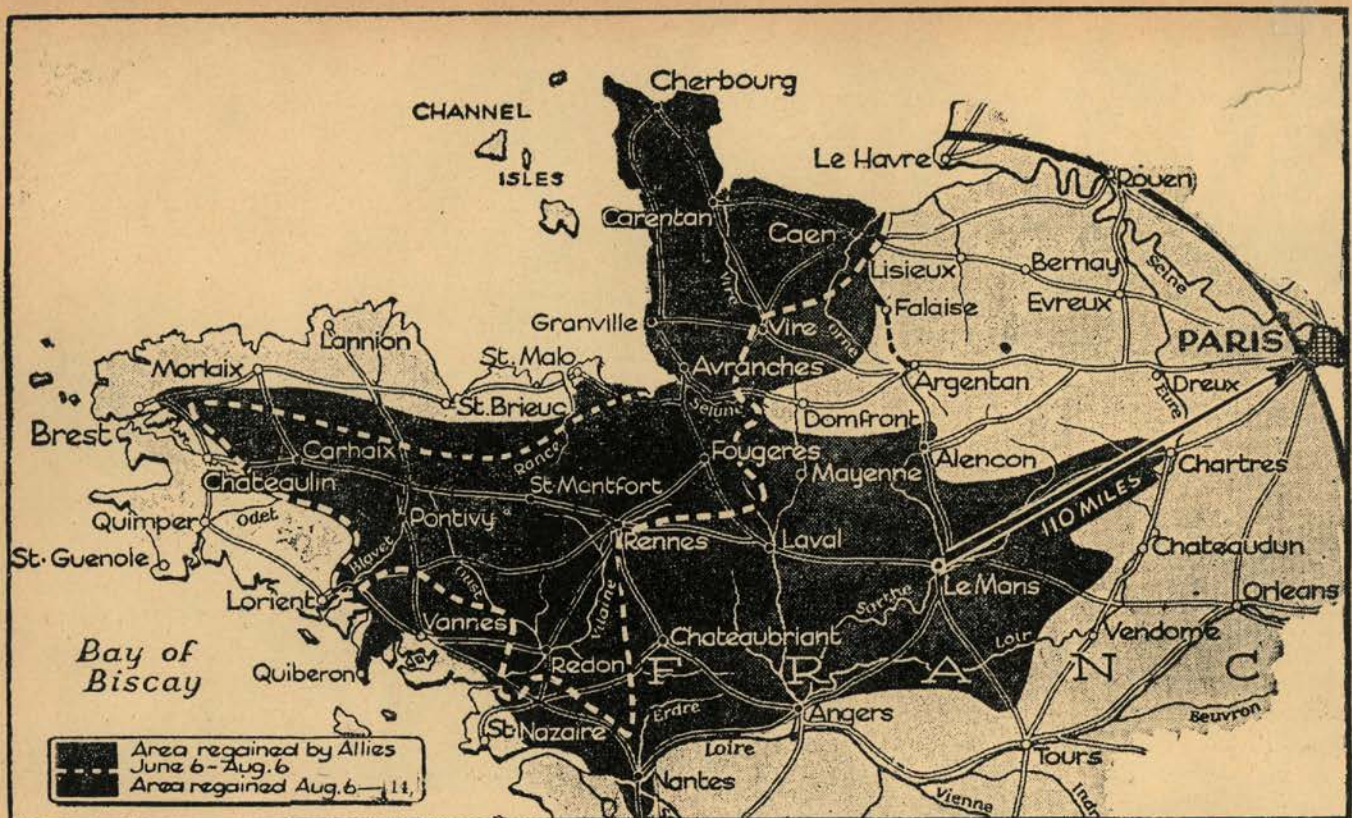 Cherbourg
CHANNEL
ISLES
Le Havre
Rouen
Carentan
Caen
Lisieux
Bernay
Seine
Evreux
Vire
Orne
Falaise
Granville
Vire
PARIS
Lannion
St. Malo
Morlaix
Avranches
Argentan
Dreux
Eure
St. Brieuc
Selune
Domfront
Brest
Carhaix
Rance
Fougeres
Mayenne
Alencon
Chartres
Chateaulin
St. Montfort
110 MILES
Quimper
Odet
Pontivy
Rennes
Laval
Chateaudun
St. Guenole
Blavet
Le Mans
Orleans
Lorient
Oust
Vilaine
Sarthe
Vannes
Chateaubriant
Loir
Vendome
Bay of
Biscay
Quiberon
Redon
F R A N C
Erdre
Angers
Beuvron
St. Nazaire
Loire
Tours
Nantes
Vienne
Indr
Area regained by Allies
June 6 - Aug. 6
Area regained Aug. 6 — 14,